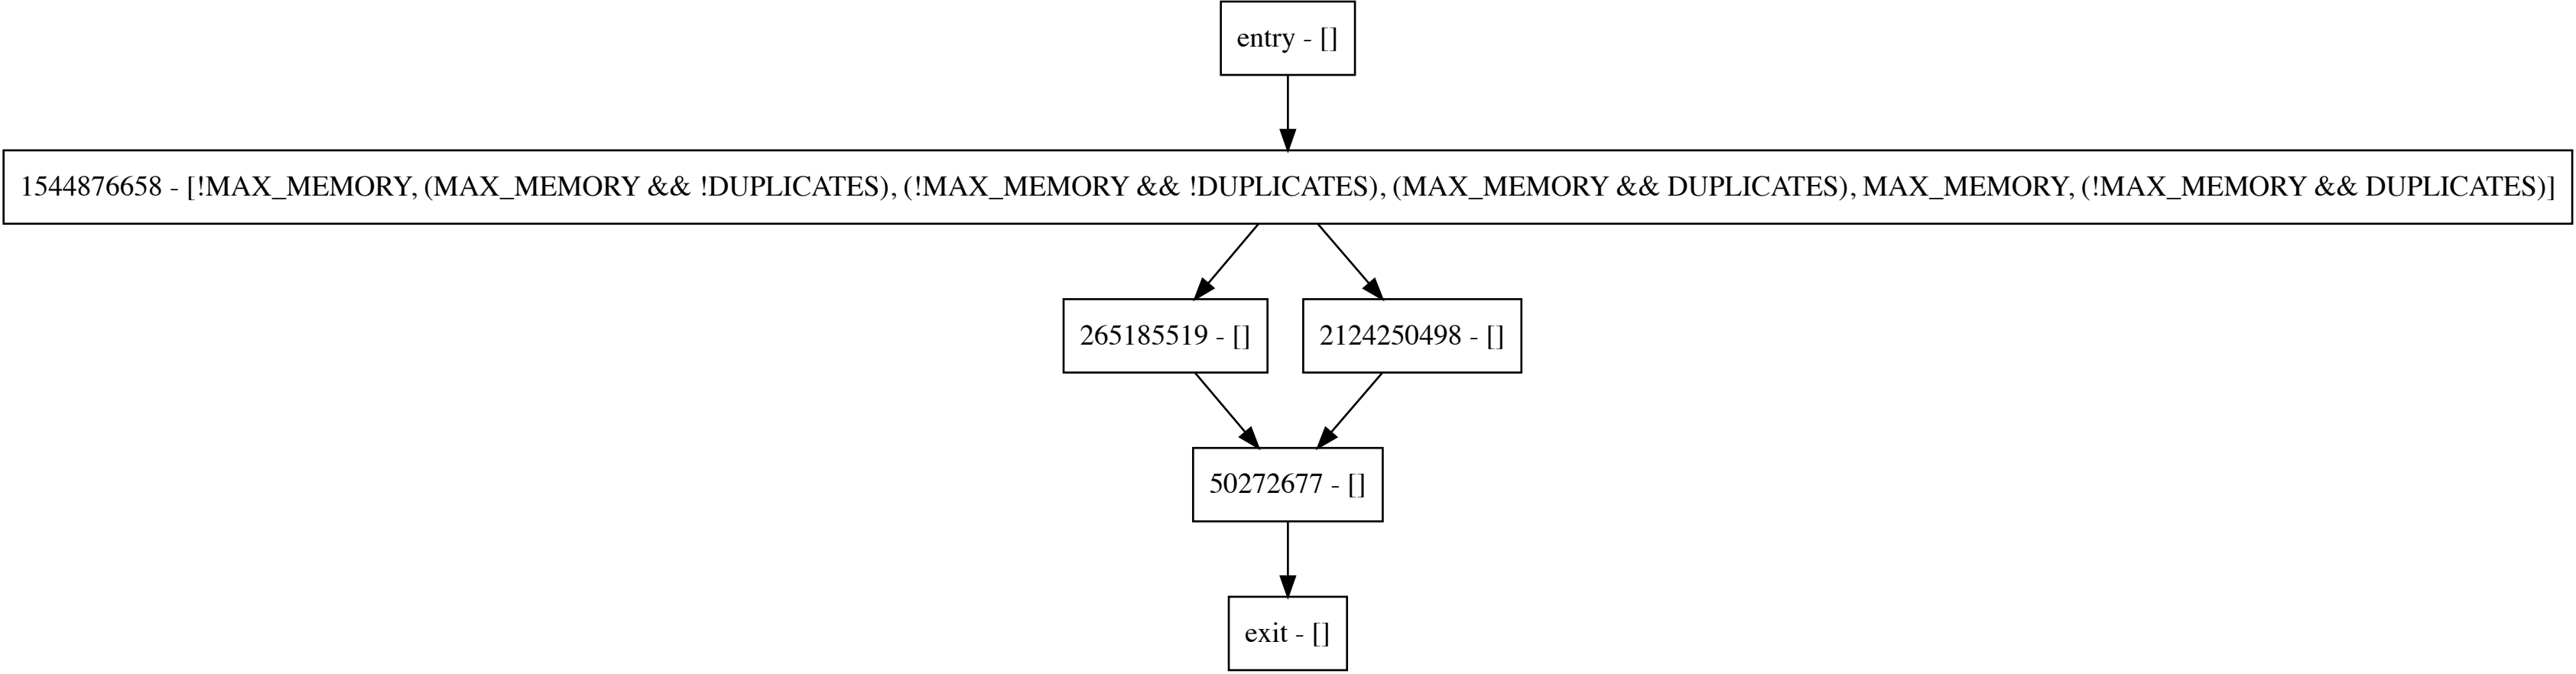 entry - []
1544876658 - [!MAX_MEMORY, (MAX_MEMORY && !DUPLICATES), (!MAX_MEMORY && !DUPLICATES), (MAX_MEMORY && DUPLICATES), MAX_MEMORY, (!MAX_MEMORY && DUPLICATES)]
265185519 - []
2124250498 - []
50272677 - []
exit - []